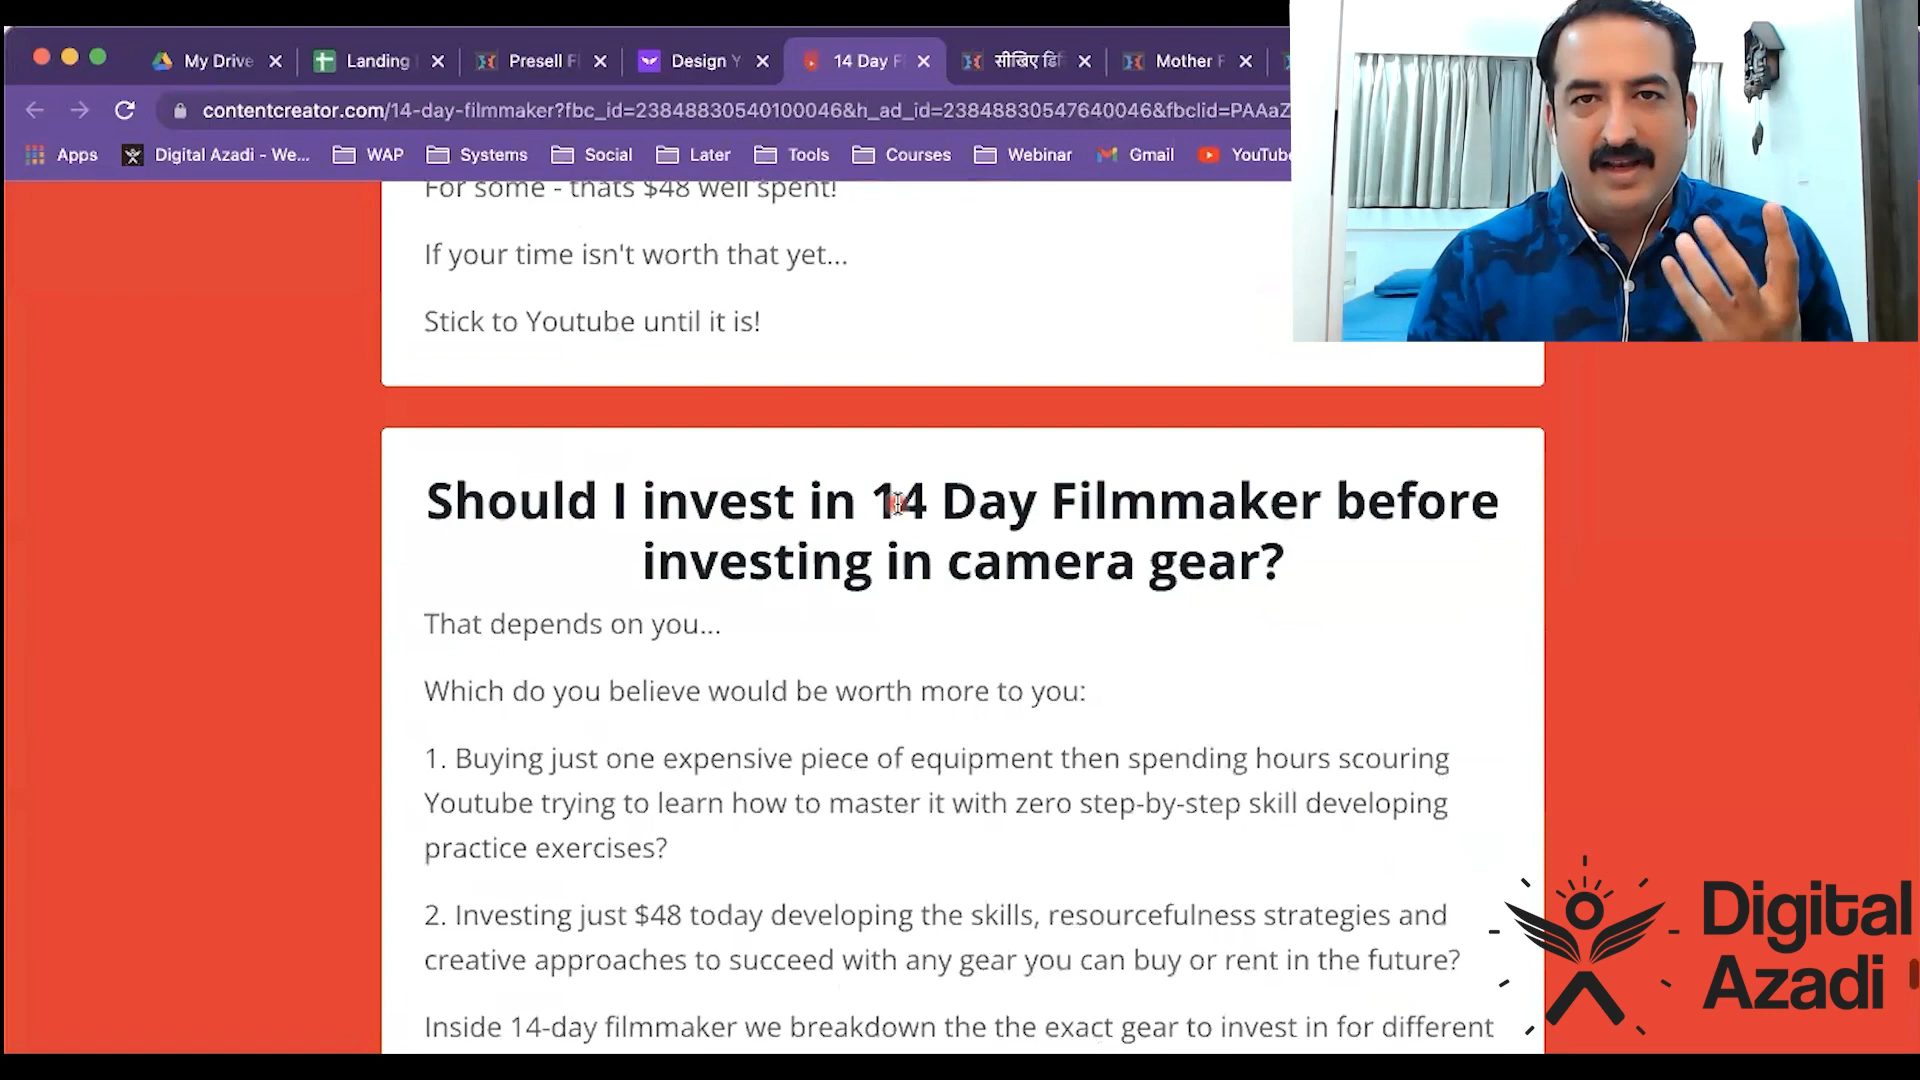 My Drive
Landing
Presell F
Design Y
14 Day F
सीखिए डि
Mother F
contentcreator.com/14-day-filmmaker?fbc_id=23848830540100046&h_ad_id=23848830547640046&fbclid=PAAaZ
Apps
Digital Azadi - We...
WAP
Systems
Social
Later
Tools
Courses
Webinar
Gmail
YouTube
For some - thats $48 well spent!
If your time isn't worth that yet...
Stick to Youtube until it is!
Should I invest in 14 Day Filmmaker before
investing in camera gear?
That depends on you...
Which do you believe would be worth more to you:
1. Buying just one expensive piece of equipment then spending hours scouring
Youtube trying to learn how to master it with zero step-by-step skill developing
practice exercises?
2. Investing just $48 today developing the skills, resourcefulness strategies and
creative approaches to succeed with any gear you can buy or rent in the future?
Inside 14-day filmmaker we breakdown the the exact gear to invest in for different
Digital
Azadi